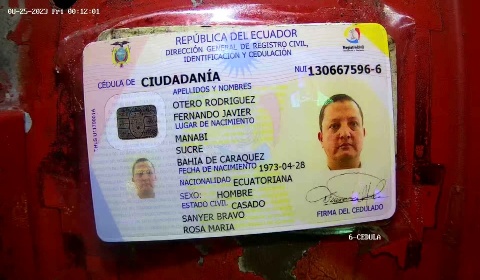 08-25-2023 Fri 00:12:01
REPÚBLICA DEL ECUADOR
DIRECCIÓN GENERAL DE REGISTRO CIVIL,
IDENTIFICACIÓN Y CEDULACIÓN
CÉDULA DE CIUDADANÍA NUI 130667596-6
APELLIDOS Y NOMBRES
OTERO RODRIGUEZ
FERNANDO JAVIER
LUGAR DE NACIMIENTO
MANABI
SUCRE
BAHIA DE CARAQUEZ
FECHA DE NACIMIENTO 1973-04-28
NACIONALIDAD ECUATORIANA
SEXO: HOMBRE
ESTADO CIVIL CASADO
SANYER BRAVO
ROSA MARIA
FIRMA DEL CEDULADO
6-CEDULA